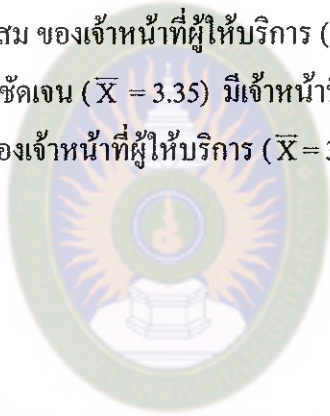 สม ของเจ้าหน้าที่ผู้ให้บริการ (
ชัดเจน (X̅ = 3.35) มีเจ้าหน้าที่
องเจ้าหน้าที่ผู้ให้บริการ (X̅ = 3